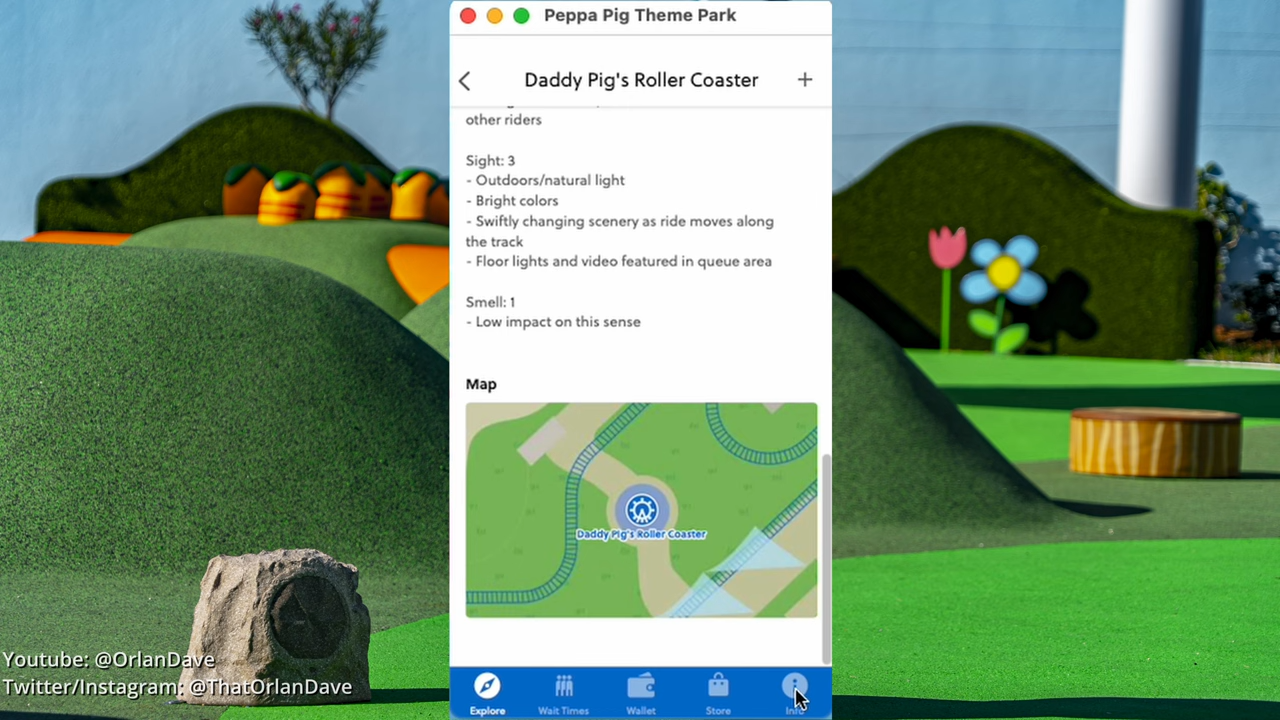 Peppa Pig Theme Park
Daddy Pig's Roller Coaster
other riders
Sight: 3
- Outdoors/natural light
- Bright colors
- Swiftly changing scenery as ride moves along
the track
- Floor lights and video featured in queue area
Smell: 1
- Low impact on this sense
Map
Daddy Pig's Roller Coaster
Youtube: @OrlanDave
Twitter/Instagram: @ThatOrlanDave
Explore
Wait Times
Wallet
Store
Info